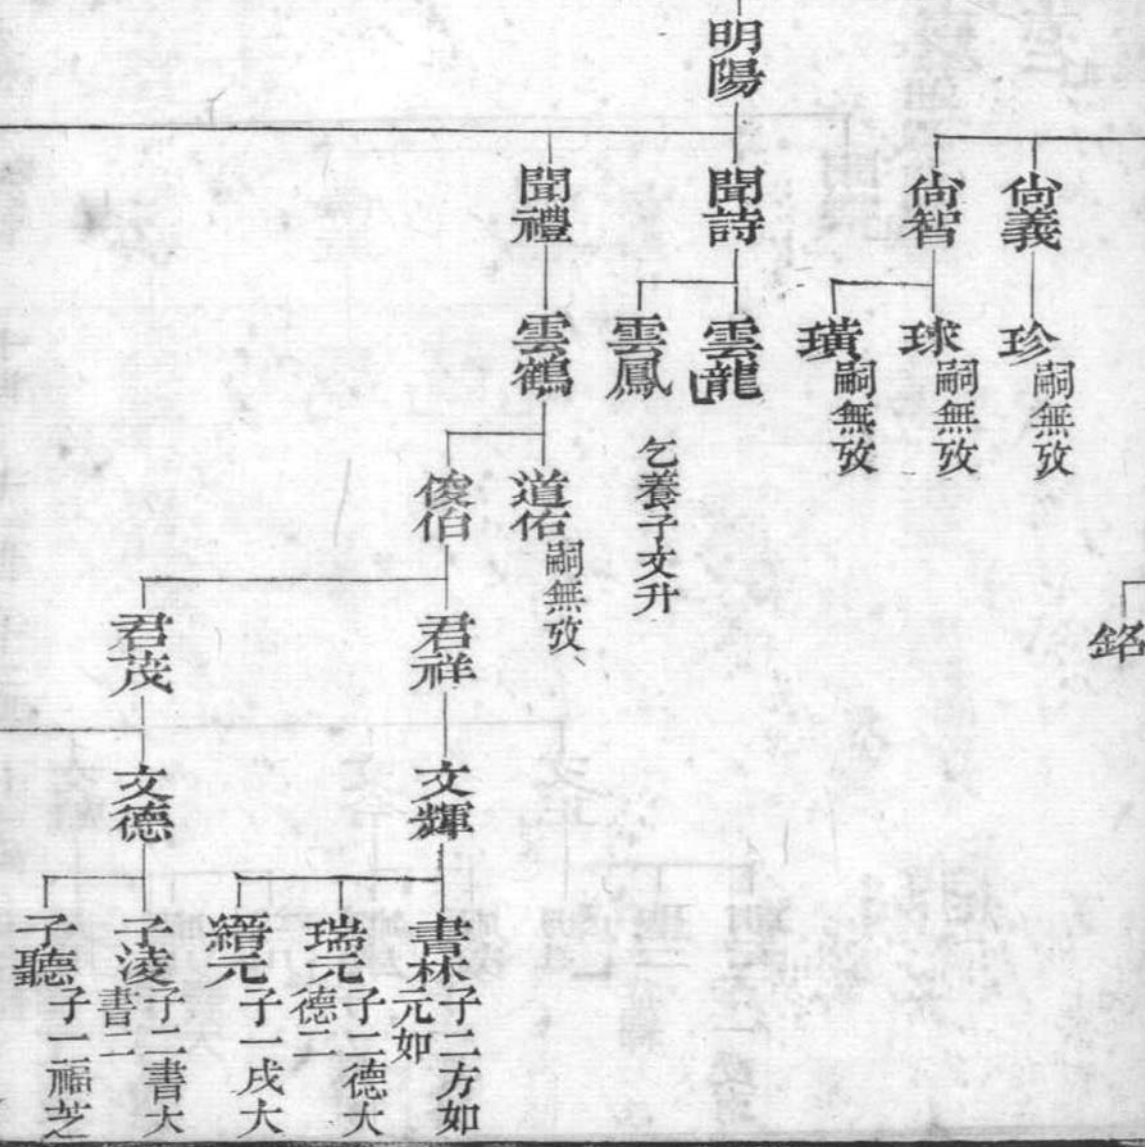 明陽
尙義
尙智
聞詩
聞禮
珍
嗣無攷
球
嗣無攷
璜
嗣無攷
雲龍
雲鳳
乞養子文升
雲鶴
道佑
嗣無攷、
俊伯
銘
君祥
君茂
文輝
文德
書林
子二方如
元如
瑞元
子二德大
德二
縉元
子一戌大
子淩
子二書大
書二
子聽
子一福芝